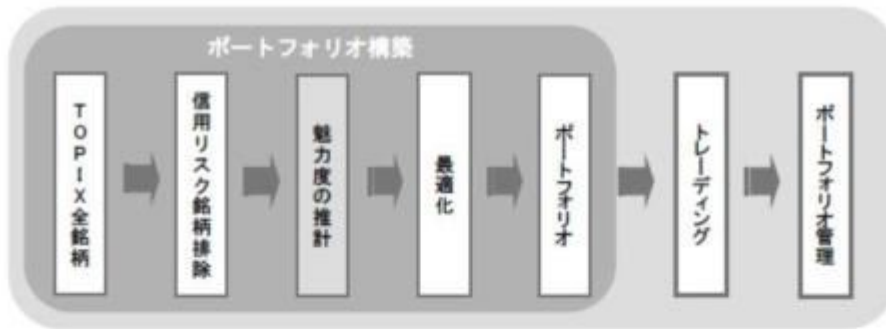 ポートフォリオ構築
TOPIX全銘柄
信用リスク銘柄排除
魅力度の推計
最適化
ポートフォリオ
トレーディング
ポートフォリオ管理